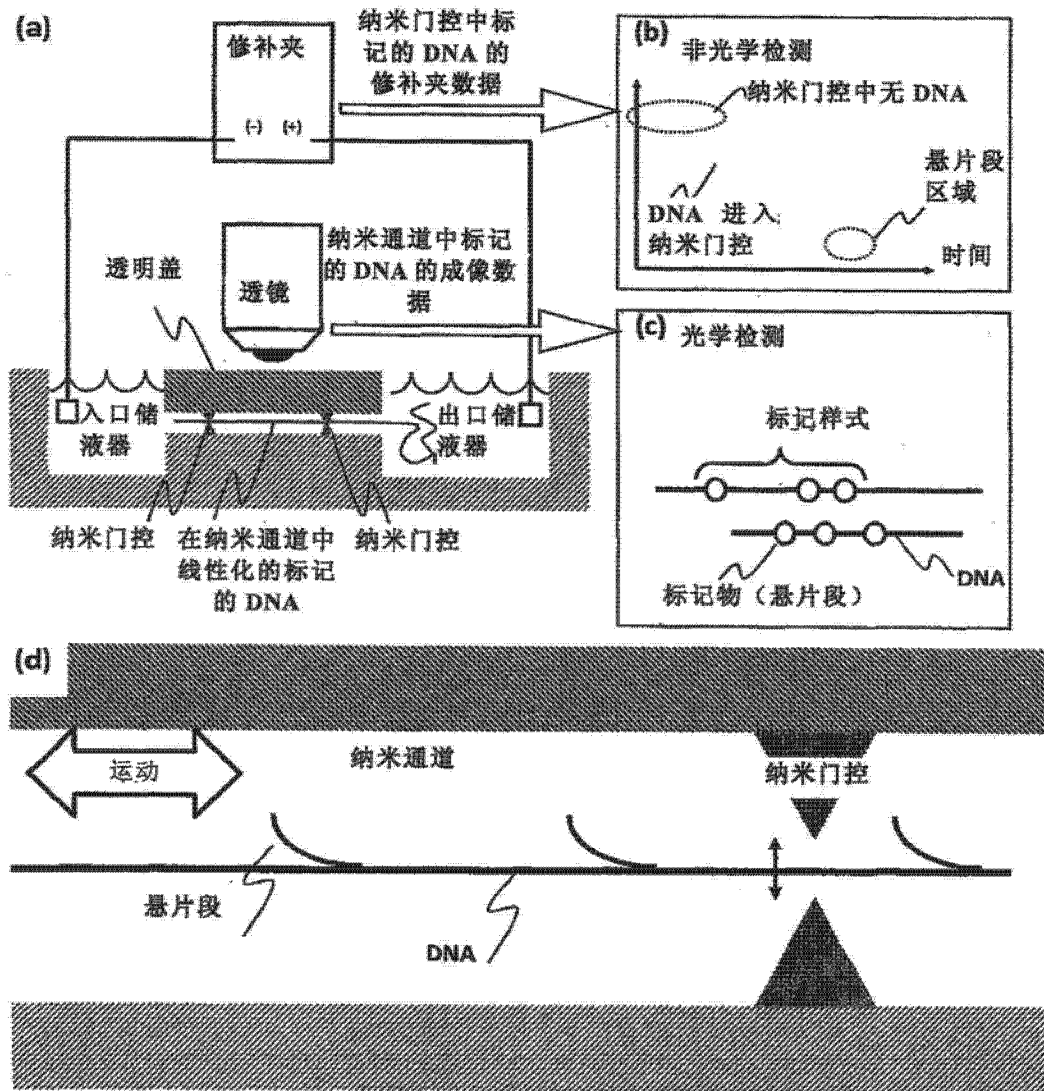 (a)
修补夹
(-) (+)
纳米门控中标
记的 DNA 的
修补夹数据
透明盖
透镜
纳米通道中标记
的 DNA 的成像数
据
入口储
液器
出口储
液器
纳米门控
在纳米通道中
线性化的标记
的 DNA
纳米门控
(b)
非光学检测
纳米门控中无 DNA
悬片段
区域
DNA 进入
纳米门控
时间
(c)
光学检测
标记样式
标记物（悬片段）
DNA
(d)
运动
纳米通道
纳米门控
悬片段
DNA